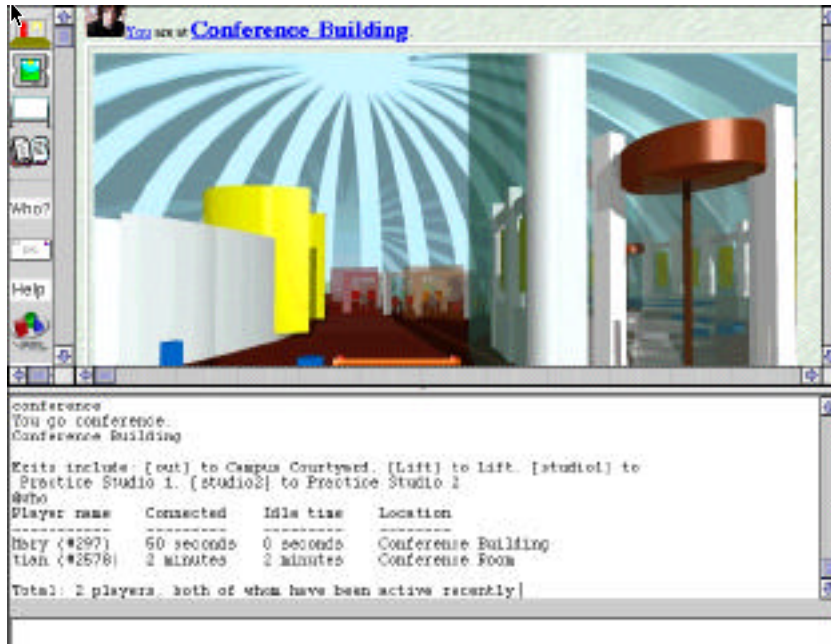 You are at Conference Building
Who?
Help
conference
You go conference.
Conference Building
Exits include: [out] to Campus Courtyard, [Lift] to Lift, [studio1] to
Practice Studio 1, [studio2] to Practice Studio 2
@who
Player name Connected Idle time Location
----------- --------- --------- --------
Mary (#297) 50 seconds 0 seconds Conference Building
tian (#2578) 2 minutes 2 minutes Conference Room
Total: 2 players, both of whom have been active recently